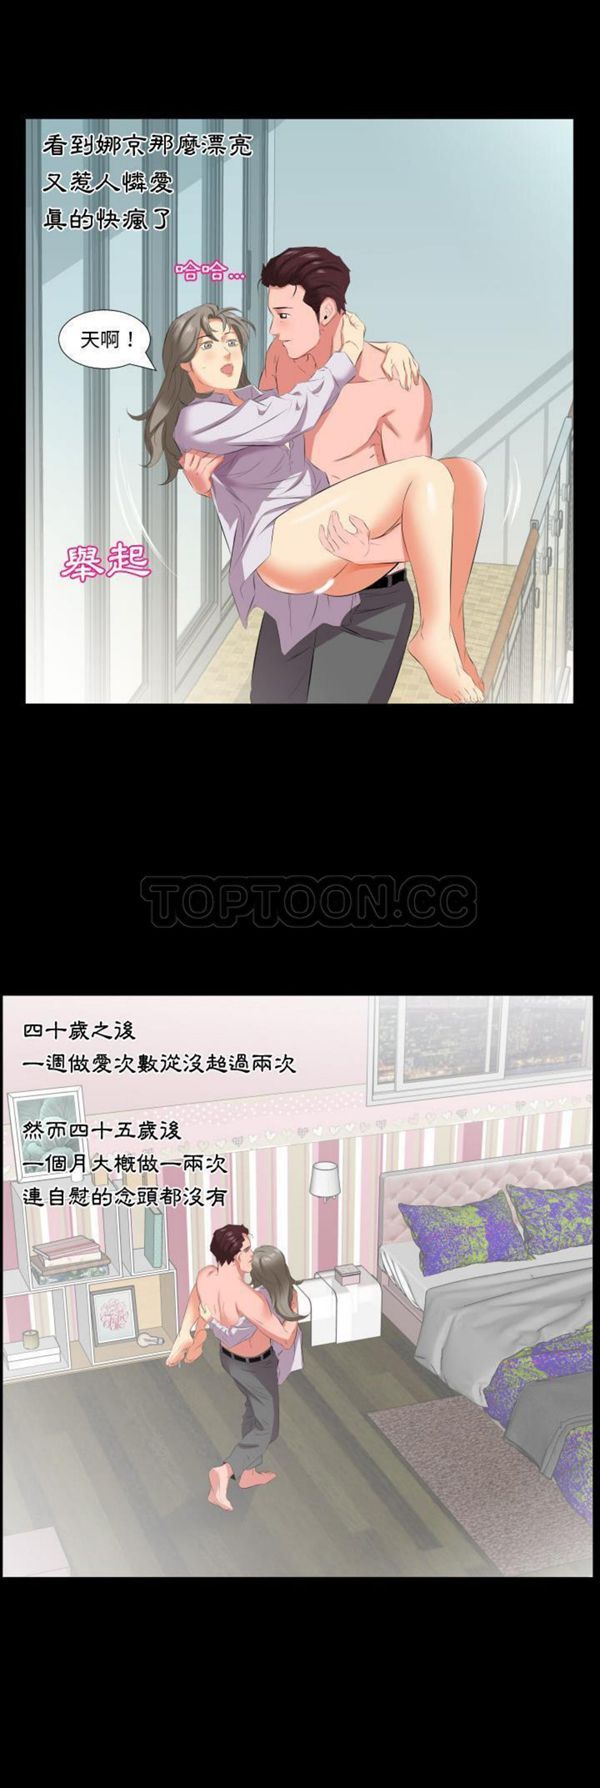 看到娜京那麼漂亮
又惹人憐愛
真的快瘋了
哈哈...
天啊！
舉起
TOPTOON.CC
四十歲之後
一週做愛次數從沒超過兩次
然而四十五歲後
一個月大概做一兩次
連自慰的念頭都沒有